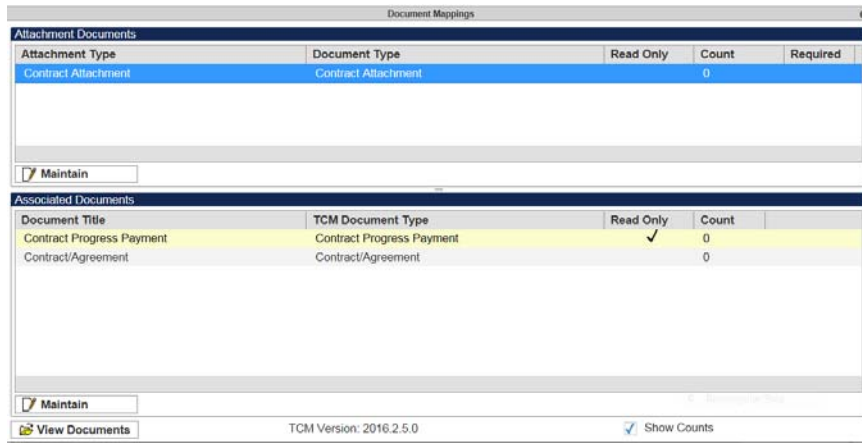 Document Mappings
Attachment Documents
Attachment Type Document Type Read Only Count Required
Contract Attachment Contract Attachment 0
Maintain
Associated Documents
Document Title TCM Document Type Read Only Count
Contract Progress Payment Contract Progress Payment ✓ 0
Contract/Agreement Contract/Agreement 0
Maintain
View Documents TCM Version: 2016.2.5.0 ✓ Show Counts